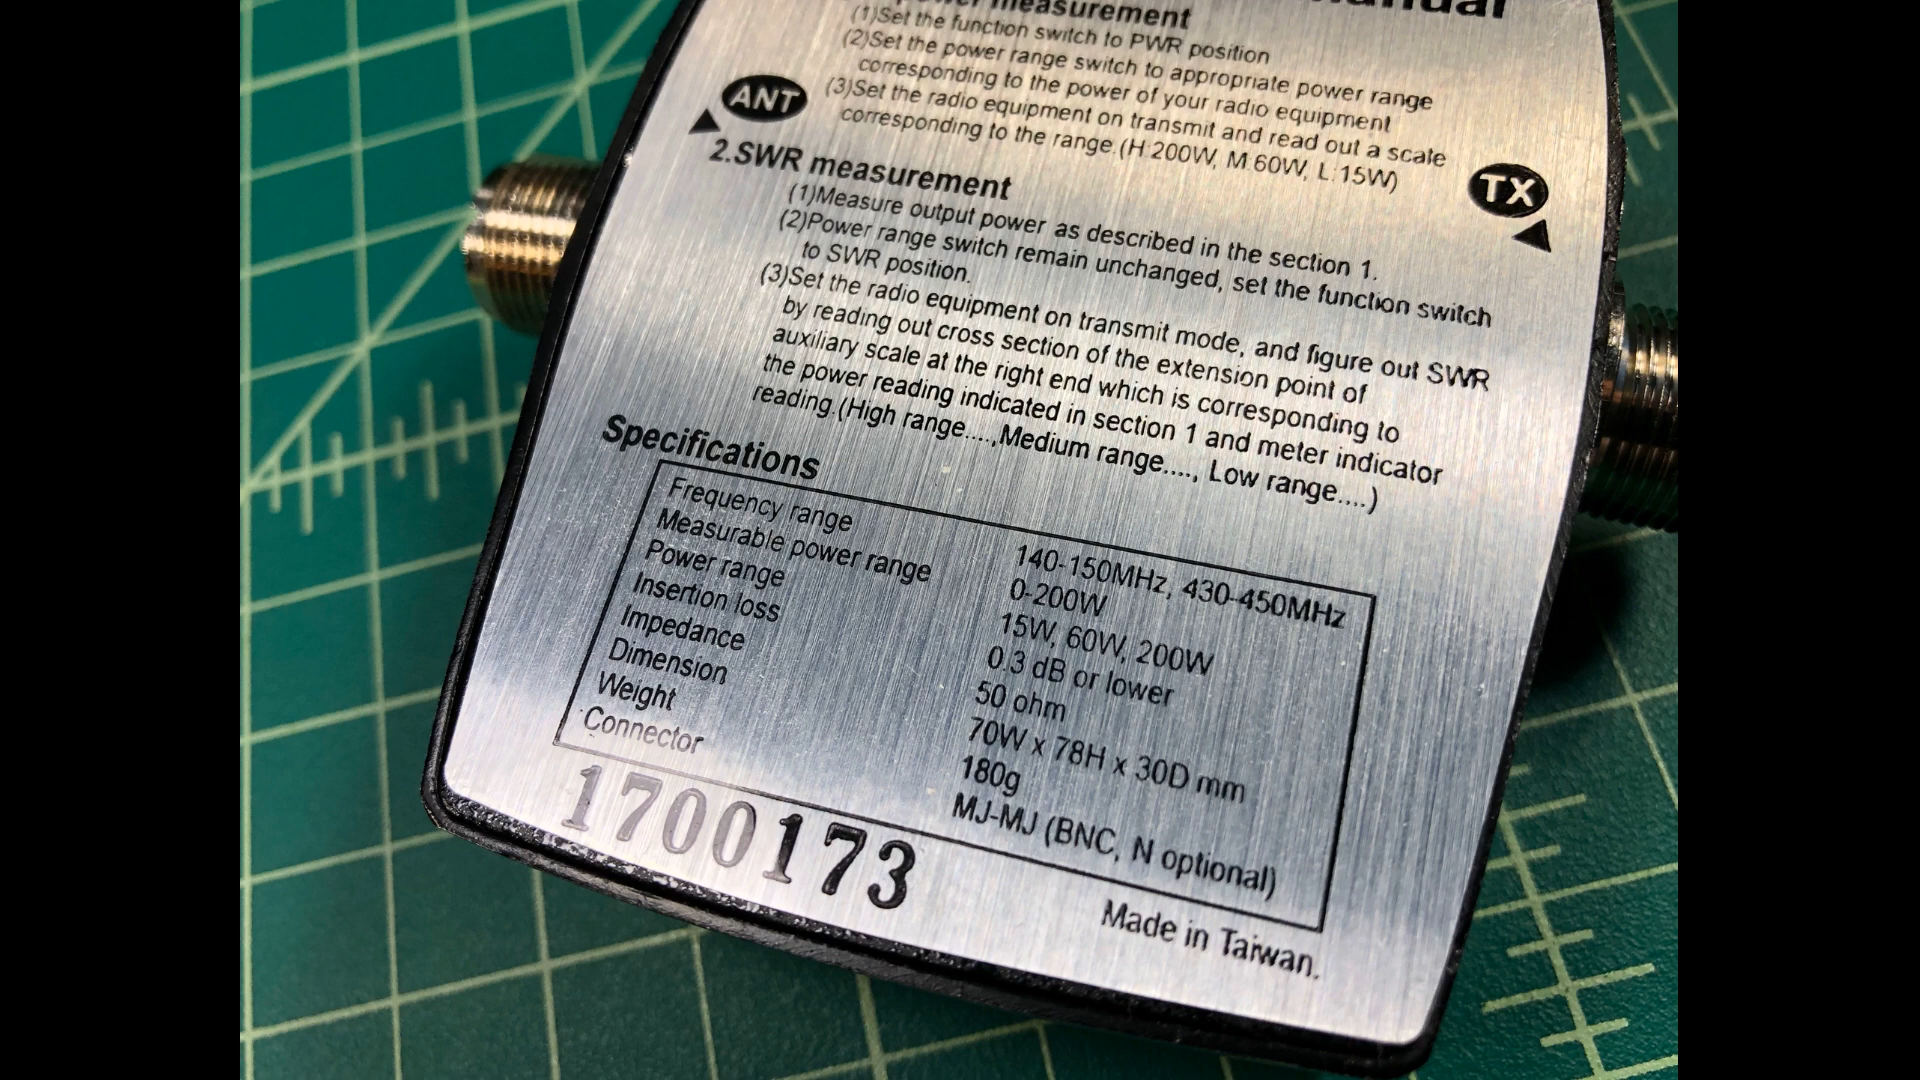 measurement
(1)Set the function switch to PWR position
(2)Set the power range switch to appropriate power range
corresponding to the power of your radio equipment
(3)Set the radio equipment on transmit and read out a scale
corresponding to the range.(H:200W, M:60W, L:15W)
ANT
TX
2.SWR measurement
(1)Measure output power as described in the section 1.
(2)Power range switch remain unchanged, set the function switch
to SWR position.
(3)Set the radio equipment on transmit mode, and figure out SWR
by reading out cross section of the extension point of
auxiliary scale at the right end which is corresponding to
the power reading indicated in section 1 and meter indicator
reading.(High range....,Medium range...., Low range....)
Specifications
Frequency range 140-150MHz, 430-450MHz
Measurable power range 0-200W
Power range 15W, 60W, 200W
Insertion loss 0.3 dB or lower
Impedance 50 ohm
Dimension 70W x 78H x 30D mm
Weight 180g
Connector MJ-MJ (BNC, N optional)
1700173
Made in Taiwan.